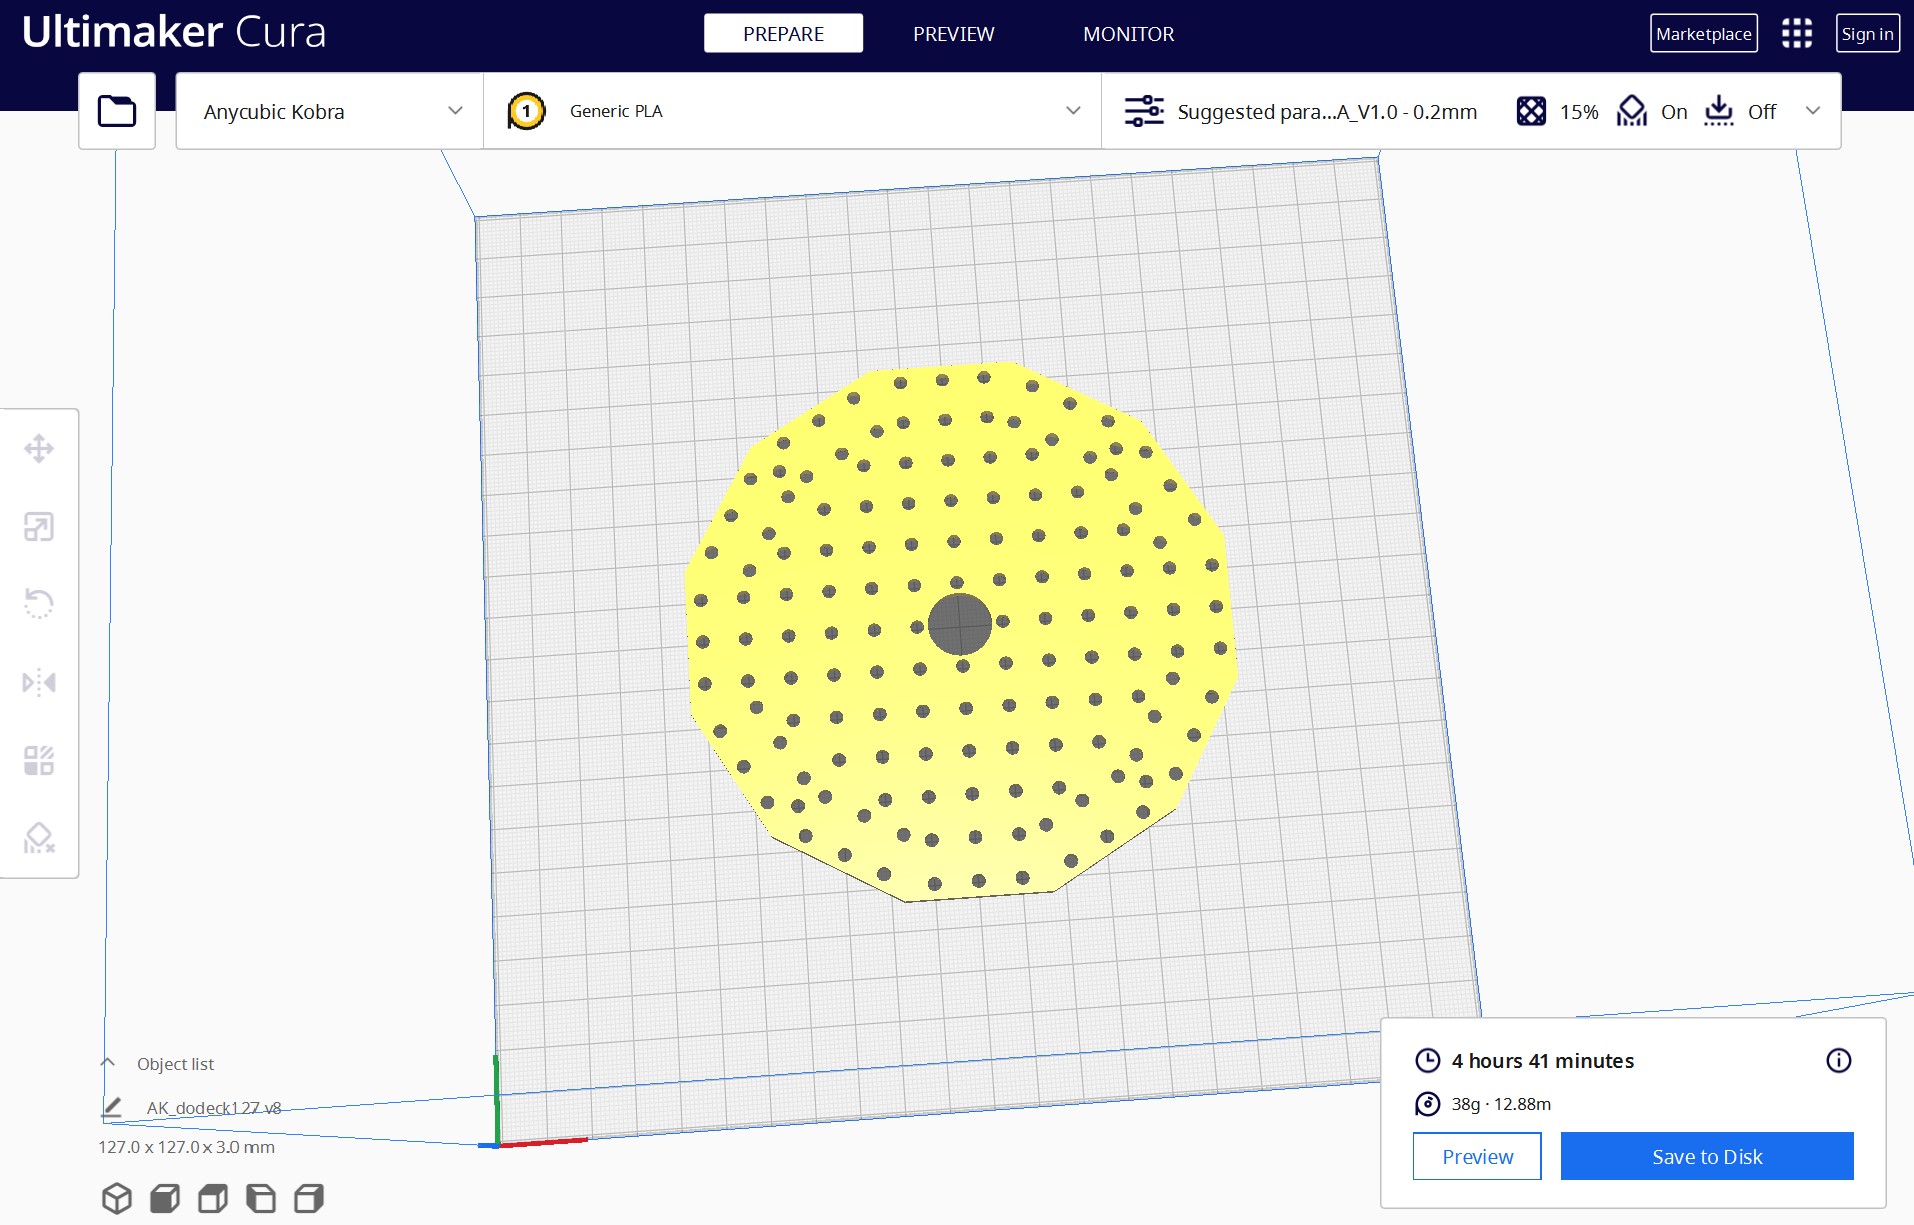 Ultimaker Cura
PREPARE
PREVIEW
MONITOR
Marketplace
Sign in
Anycubic Kobra
1
Generic PLA
Suggested para...A_V1.0 - 0.2mm
15%
On
Off
Object list
AK_dodeck127 v8
127.0 x 127.0 x 3.0 mm
4 hours 41 minutes
38g · 12.88m
Preview
Save to Disk